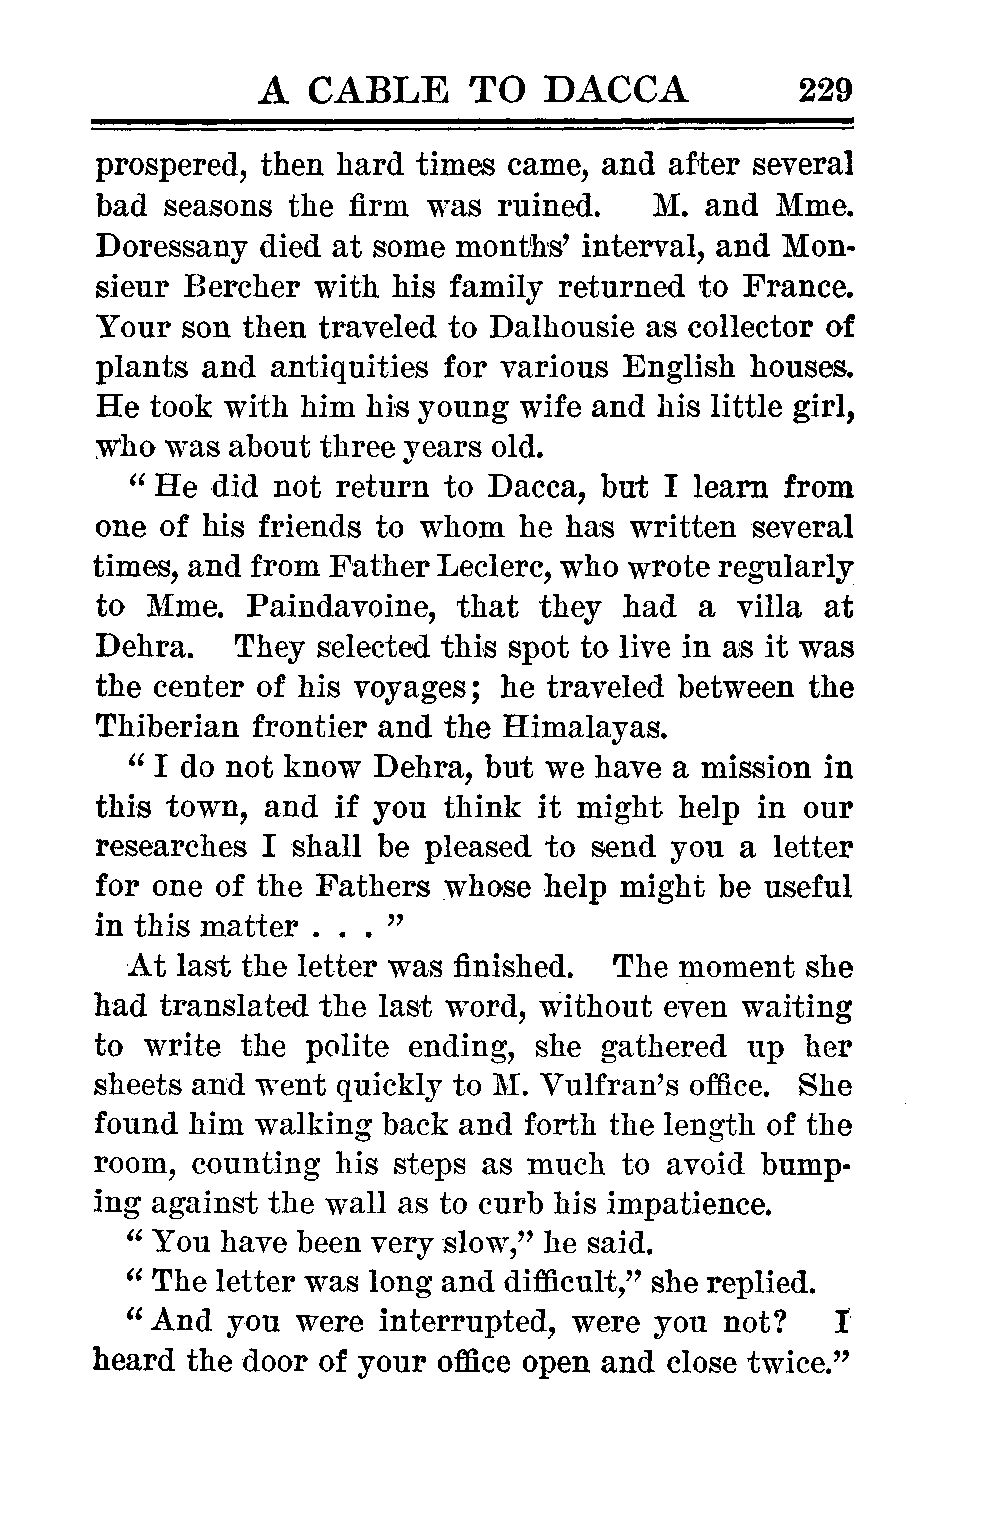 A CABLE TO DACCA 229
prospered, then hard times came, and after several
bad seasons the firm was ruined. M. and Mme.
Doressany died at some months' interval, and Mon-
sieur Bercher with his family returned to France.
Your son then traveled to Dalhousie as collector of
plants and antiquities for various English houses.
He took with him his young wife and his little girl,
who was about three years old.
“ He did not return to Dacca, but I learn from
one of his friends to whom he has written several
times, and from Father Leclerc, who wrote regularly
to Mme. Paindavoine, that they had a villa at
Dehra. They selected this spot to live in as it was
the center of his voyages; he traveled between the
Thiberian frontier and the Himalayas.
“ I do not know Dehra, but we have a mission in
this town, and if you think it might help in our
researches I shall be pleased to send you a letter
for one of the Fathers whose help might be useful
in this matter . . . ”
At last the letter was finished. The moment she
had translated the last word, without even waiting
to write the polite ending, she gathered up her
sheets and went quickly to M. Vulfran's office. She
found him walking back and forth the length of the
room, counting his steps as much to avoid bump-
ing against the wall as to curb his impatience.
“ You have been very slow,” he said.
“ The letter was long and difficult,” she replied.
“ And you were interrupted, were you not? I
heard the door of your office open and close twice.”